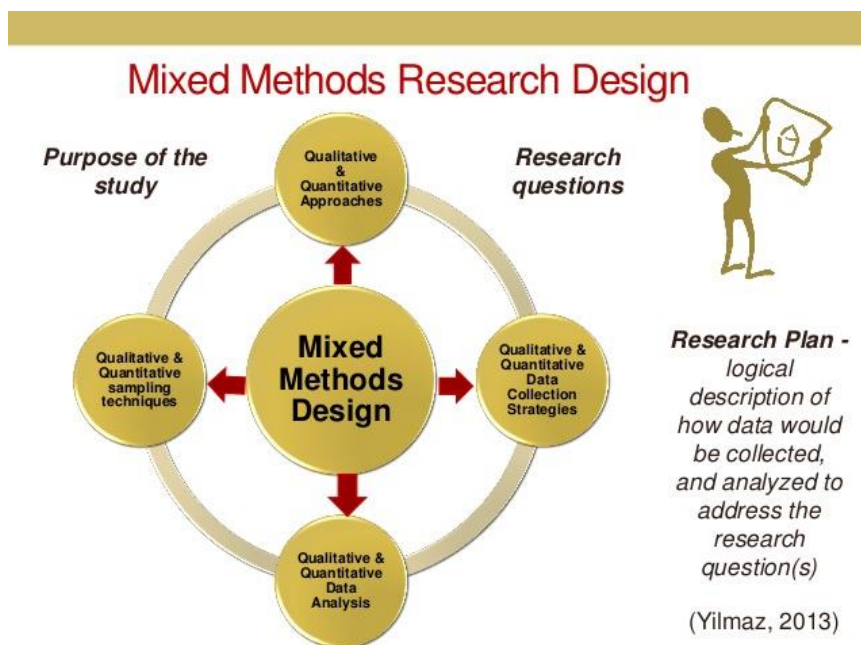 Mixed Methods Research Design
Purpose of the
study
Qualitative
&
Quantitative
Approaches
Research
questions
Qualitative &
Quantitative
sampling
techniques
Mixed
Methods
Design
Qualitative &
Quantitative
Data
Collection
Strategies
Qualitative &
Quantitative
Data
Analysis
Research Plan -
logical
description of
how data would
be collected,
and analyzed to
address the
research
question(s)
(Yilmaz, 2013)